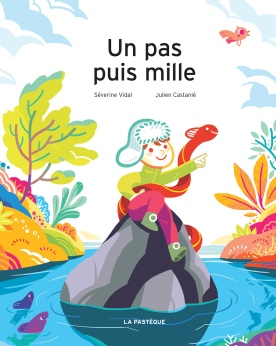 Un pas
puis mille
Séverine Vidal Julien Castanié
LA PASTÈQUE